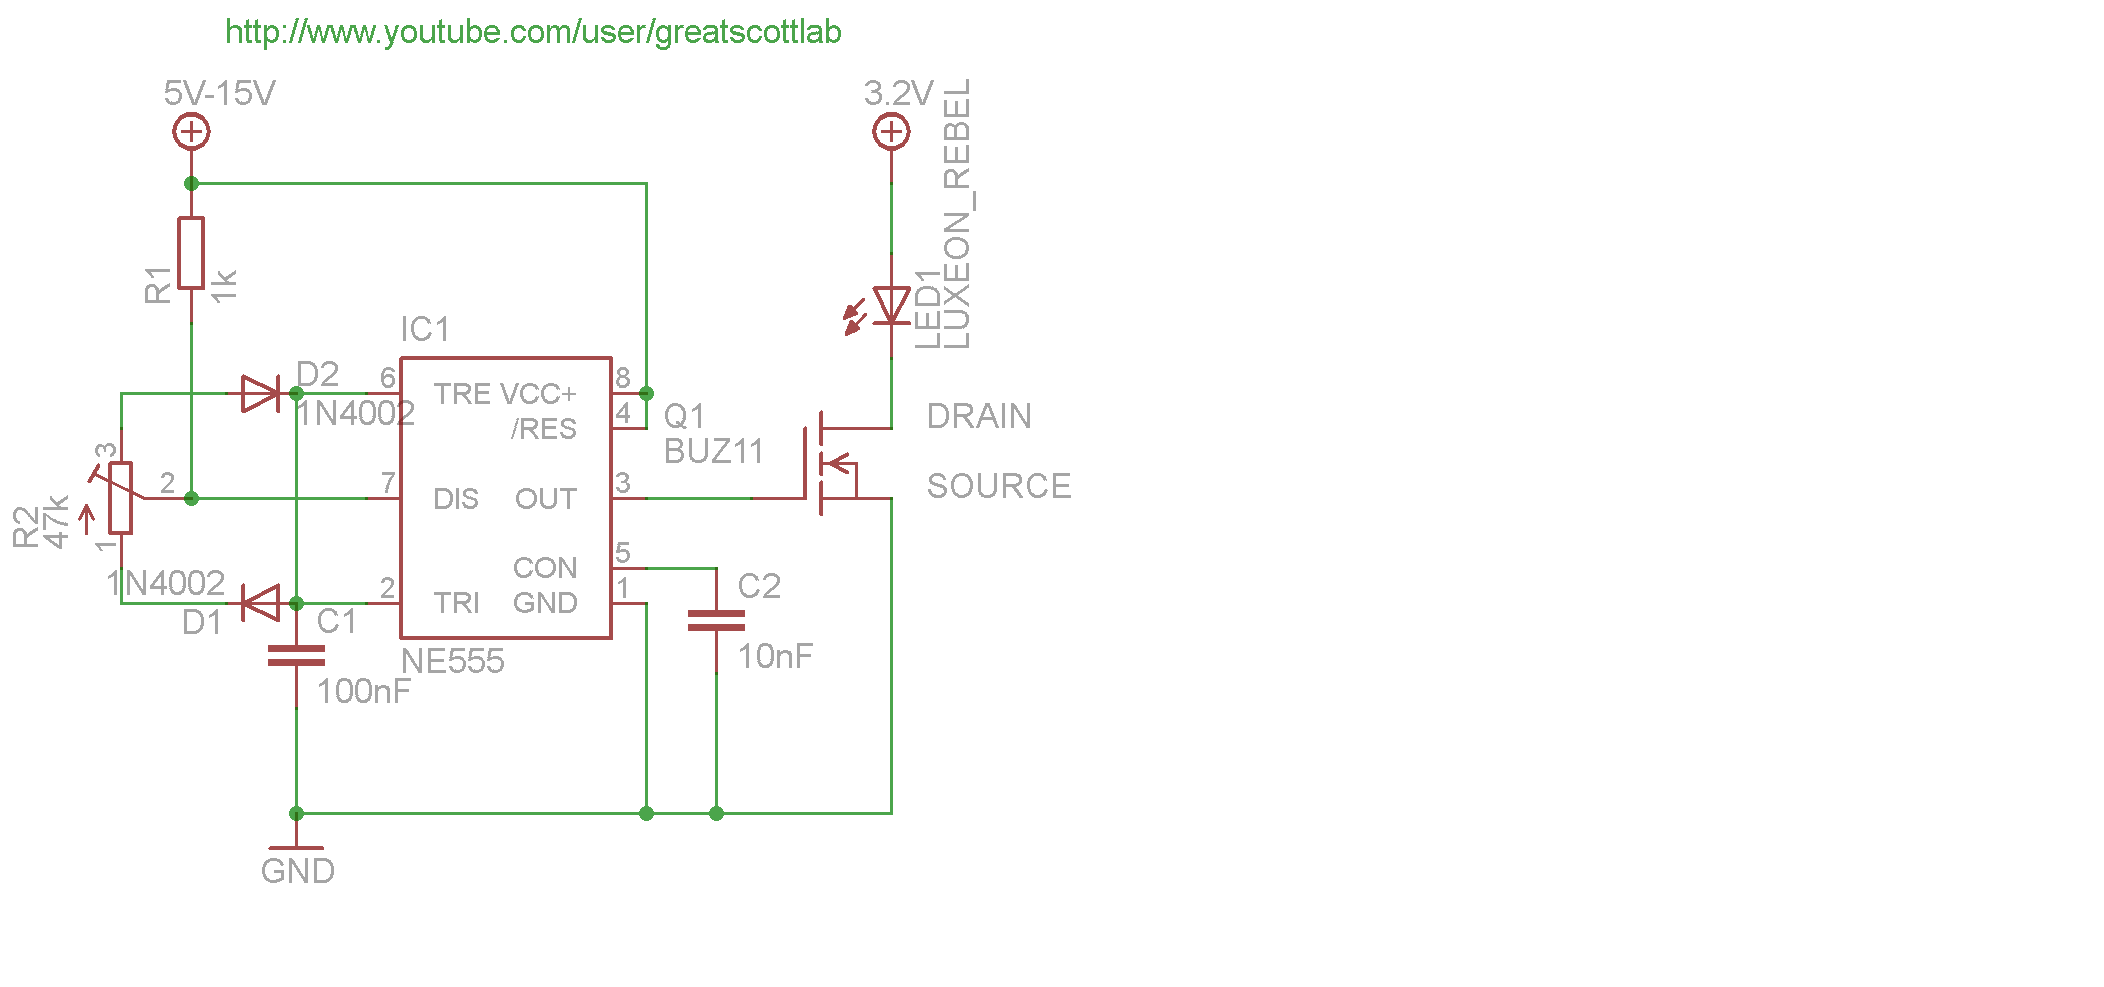 http://www.youtube.com/user/greatscottlab
5V-15V
3.2V
LUXEON_REBEL
LED1
R1
1k
IC1
D2
1N4002
6
TRE
VCC+
8
/RES
4
Q1
BUZ11
DRAIN
SOURCE
3
2
1
R2
47k
7
DIS
OUT
3
CON
5
1N4002
D1
2
TRI
GND
1
C1
100nF
NE555
C2
10nF
GND